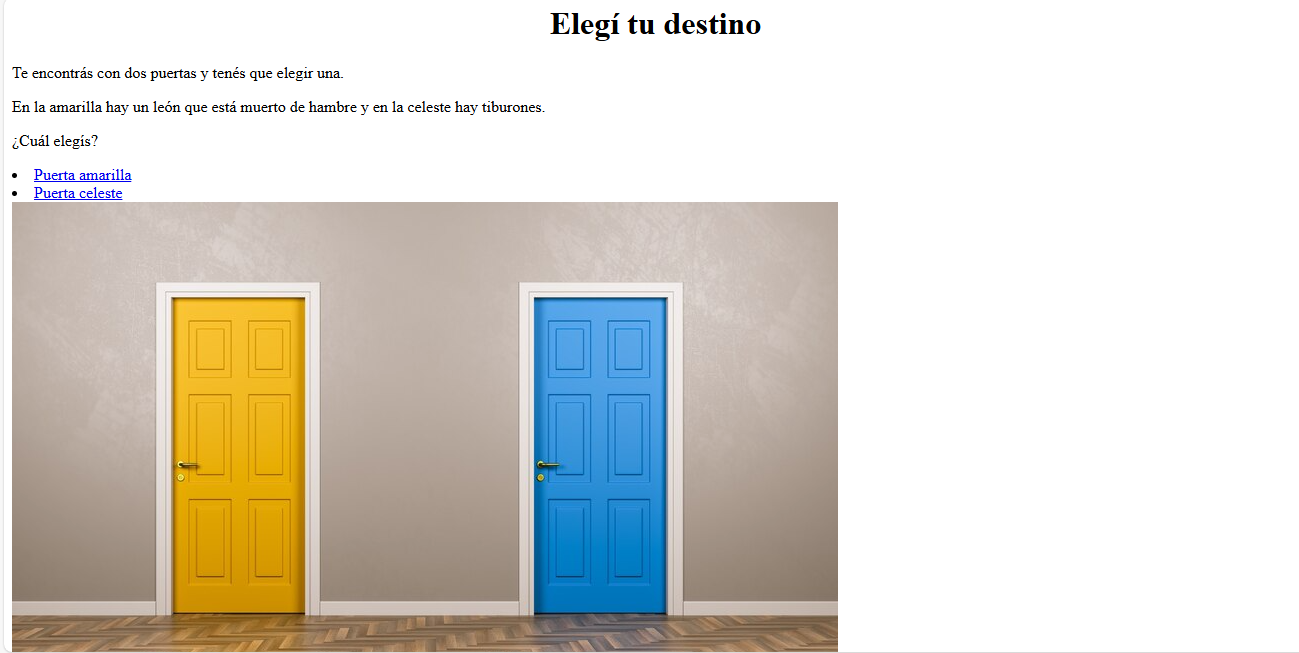 Elegí tu destino
Te encontrás con dos puertas y tenés que elegir una.
En la amarilla hay un león que está muerto de hambre y en la celeste hay tiburones.
¿Cuál elegís?
Puerta amarilla
Puerta celeste